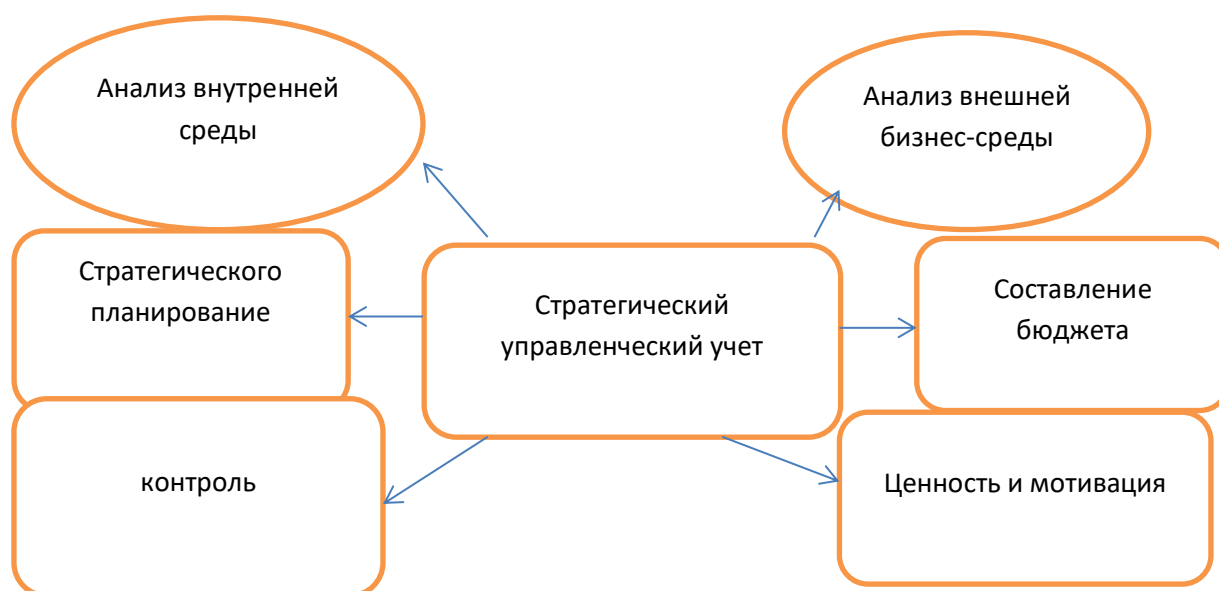 Анализ внутренней
среды
Анализ внешней
бизнес-среды
Стратегического
планирование
Стратегический
управленческий учет
Составление
бюджета
контроль
Ценность и мотивация